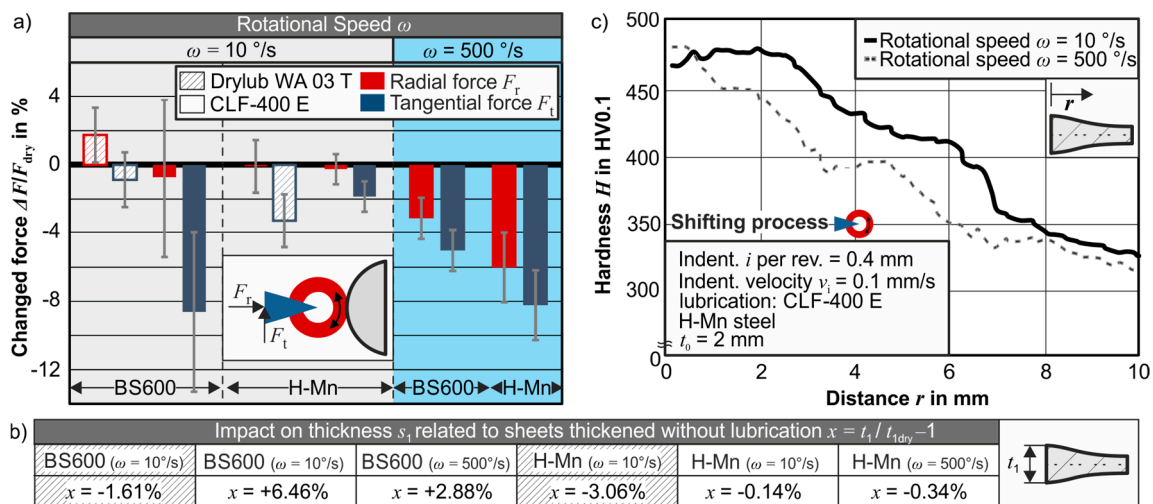 a)
Rotational Speed ω
ω = 10 °/s
ω = 500 °/s
Drylub WA 03 T
CLF-400 E
Radial force Fr
Tangential force Ft
Changed force ΔF/Fdry in %
4
0
-4
-8
-12
Fr
Ft
BS600
H-Mn
BS600
H-Mn
c)
Hardness H in HV0.1
500
450
400
350
300
0
Rotational speed ω = 10 °/s
Rotational speed ω = 500 °/s
r
Shifting process
Indent. i per rev. = 0.4 mm
Indent. velocity vi = 0.1 mm/s
lubrication: CLF-400 E
H-Mn steel
t0 = 2 mm
0 2 4 6 8 10
Distance r in mm
b)
Impact on thickness s1 related to sheets thickened without lubrication x = t1 / t1dry–1
BS600 (ω = 10°/s) BS600 (ω = 10°/s) BS600 (ω = 500°/s) H-Mn (ω = 10°/s) H-Mn (ω = 10°/s) H-Mn (ω = 500°/s)
x = -1.61% x = +6.46% x = +2.88% x = -3.06% x = -0.14% x = -0.34%
t1